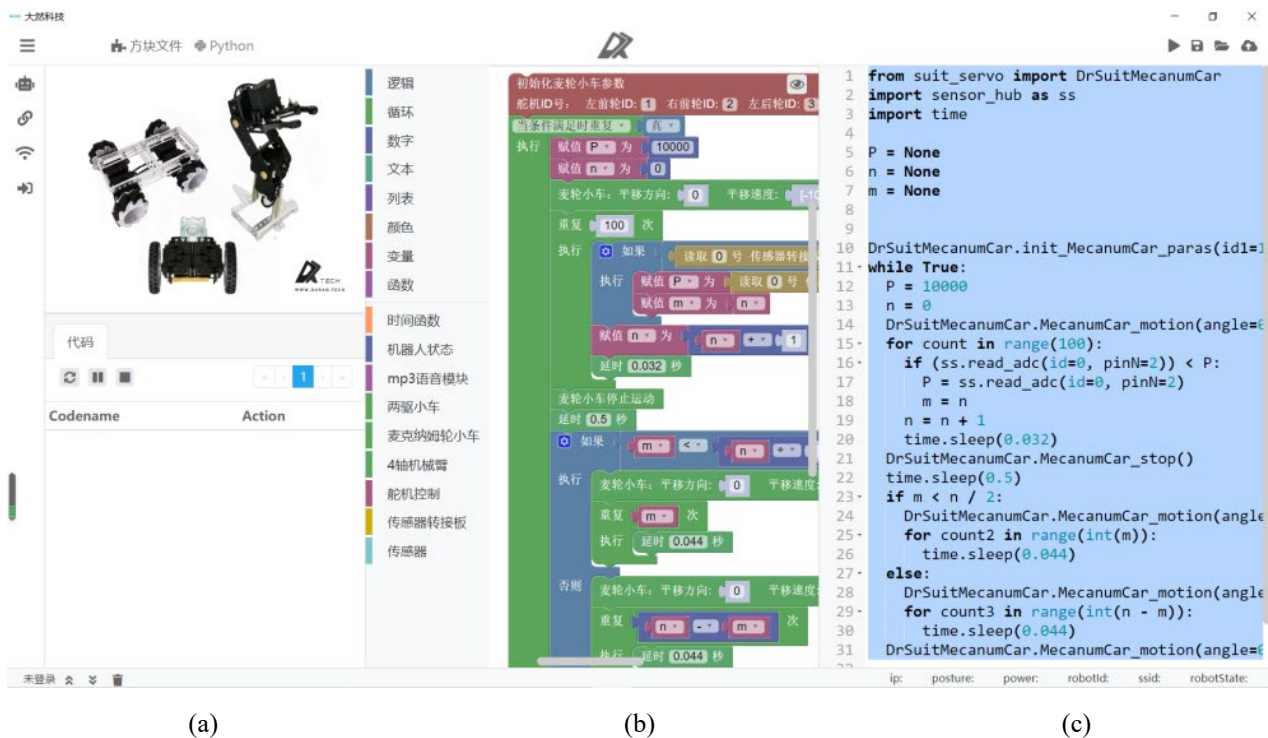 大然科技
方块文件 Python
TECH
WWW.DARAN.TECH
代码
1
Codename Action
逻辑
循环
数字
文本
列表
颜色
变量
函数
时间函数
机器人状态
mp3语音模块
两驱小车
麦克纳姆轮小车
4轴机械臂
舵机控制
传感器转接板
传感器
初始化麦轮小车参数
舵机ID号: 左前轮ID: 1 右前轮ID: 2 左后轮ID: 3
当条件满足时重复 真
执行 赋值 P 为 10000
赋值 n 为 0
麦轮小车: 平移方向: 0 平移速度: [-10
重复 100 次
执行 如果 读取 0 号 传感器转接
执行 赋值 P 为 读取 0 号
赋值 m 为 n
赋值 n 为 n + 1
延时 0.032 秒
麦轮小车停止运动
延时 0.5 秒
如果 m < n ÷
执行 麦轮小车: 平移方向: 0 平移速度:
重复 m 次
执行 延时 0.044 秒
否则 麦轮小车: 平移方向: 0 平移速度:
重复 n - m 次
执行 延时 0.044 秒
1 from suit_servo import DrSuitMecanumCar
2 import sensor_hub as ss
3 import time
4
5 P = None
6 n = None
7 m = None
8
9
10 DrSuitMecanumCar.init_MecanumCar_paras(id1=1
11 while True:
12 P = 10000
13 n = 0
14 DrSuitMecanumCar.MecanumCar_motion(angle=0
15 for count in range(100):
16 if (ss.read_adc(id=0, pinN=2)) < P:
17 P = ss.read_adc(id=0, pinN=2)
18 m = n
19 n = n + 1
20 time.sleep(0.032)
21 DrSuitMecanumCar.MecanumCar_stop()
22 time.sleep(0.5)
23 if m < n / 2:
24 DrSuitMecanumCar.MecanumCar_motion(angle
25 for count2 in range(int(m)):
26 time.sleep(0.044)
27 else:
28 DrSuitMecanumCar.MecanumCar_motion(angle
29 for count3 in range(int(n - m)):
30 time.sleep(0.044)
31 DrSuitMecanumCar.MecanumCar_motion(angle=0
未登录 ip: posture: power: robotId: ssid: robotState:
(a) (b) (c)